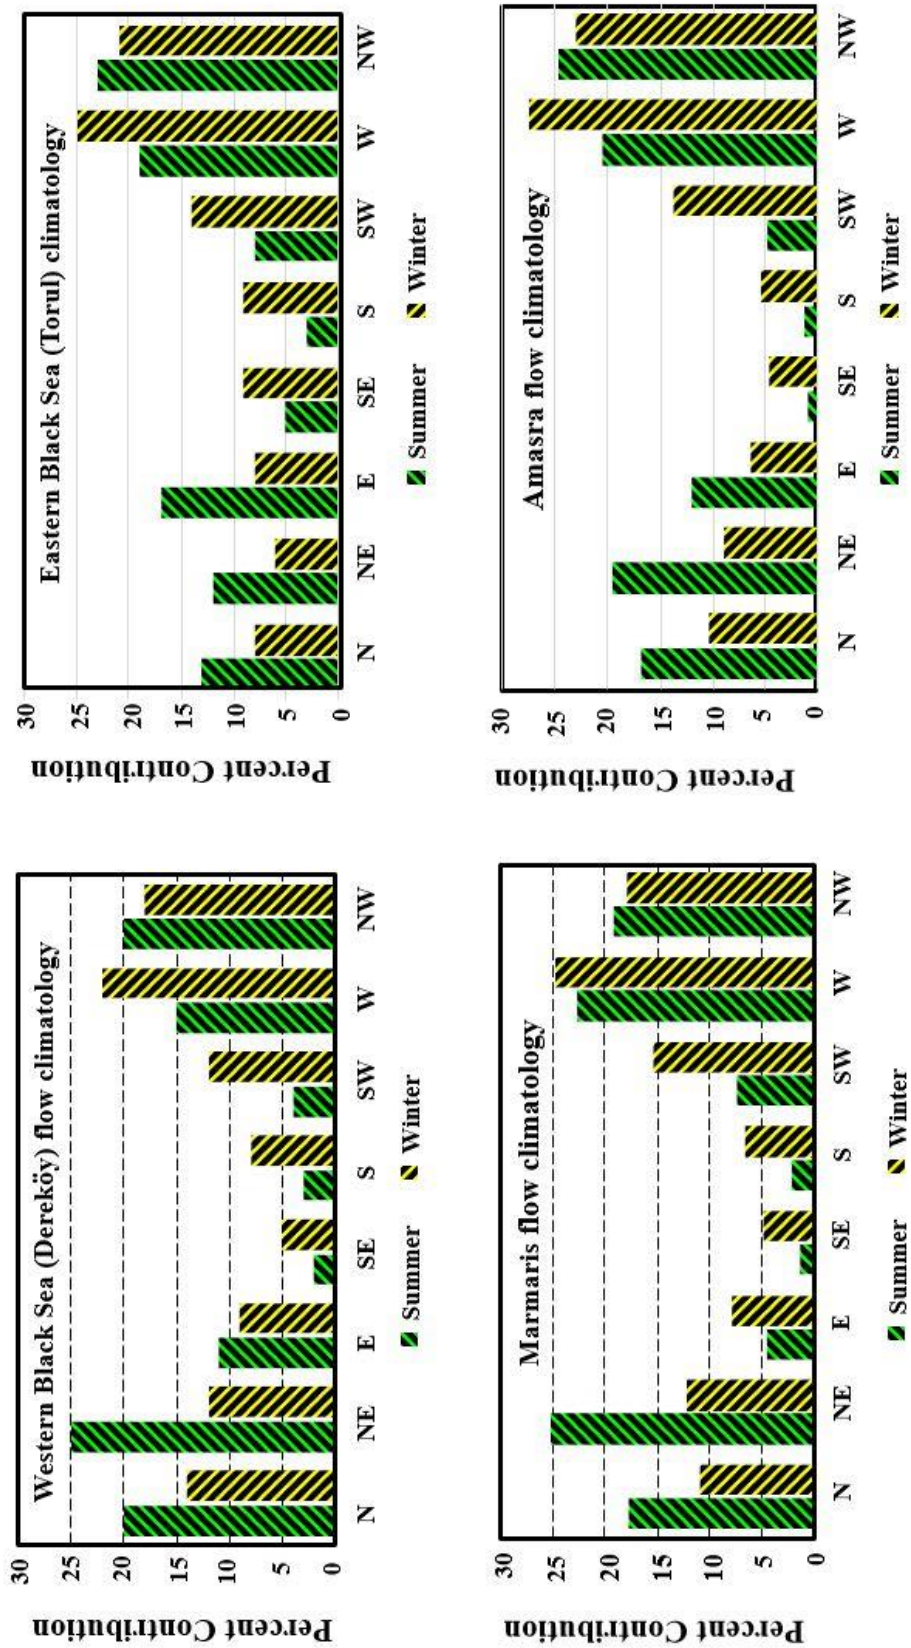 Western Black Sea (Dereköy) flow climatology
Percent Contribution
30
25
20
15
10
5
0
N NE E SE S SW W NW
Summer Winter
Eastern Black Sea (Torul) climatology
Percent Contribution
30
25
20
15
10
5
0
N NE E SE S SW W NW
Summer Winter
Marmaris flow climatology
Percent Contribution
30
25
20
15
10
5
0
N NE E SE S SW W NW
Summer Winter
Amasra flow climatology
Percent Contribution
30
25
20
15
10
5
0
N NE E SE S SW W NW
Summer Winter